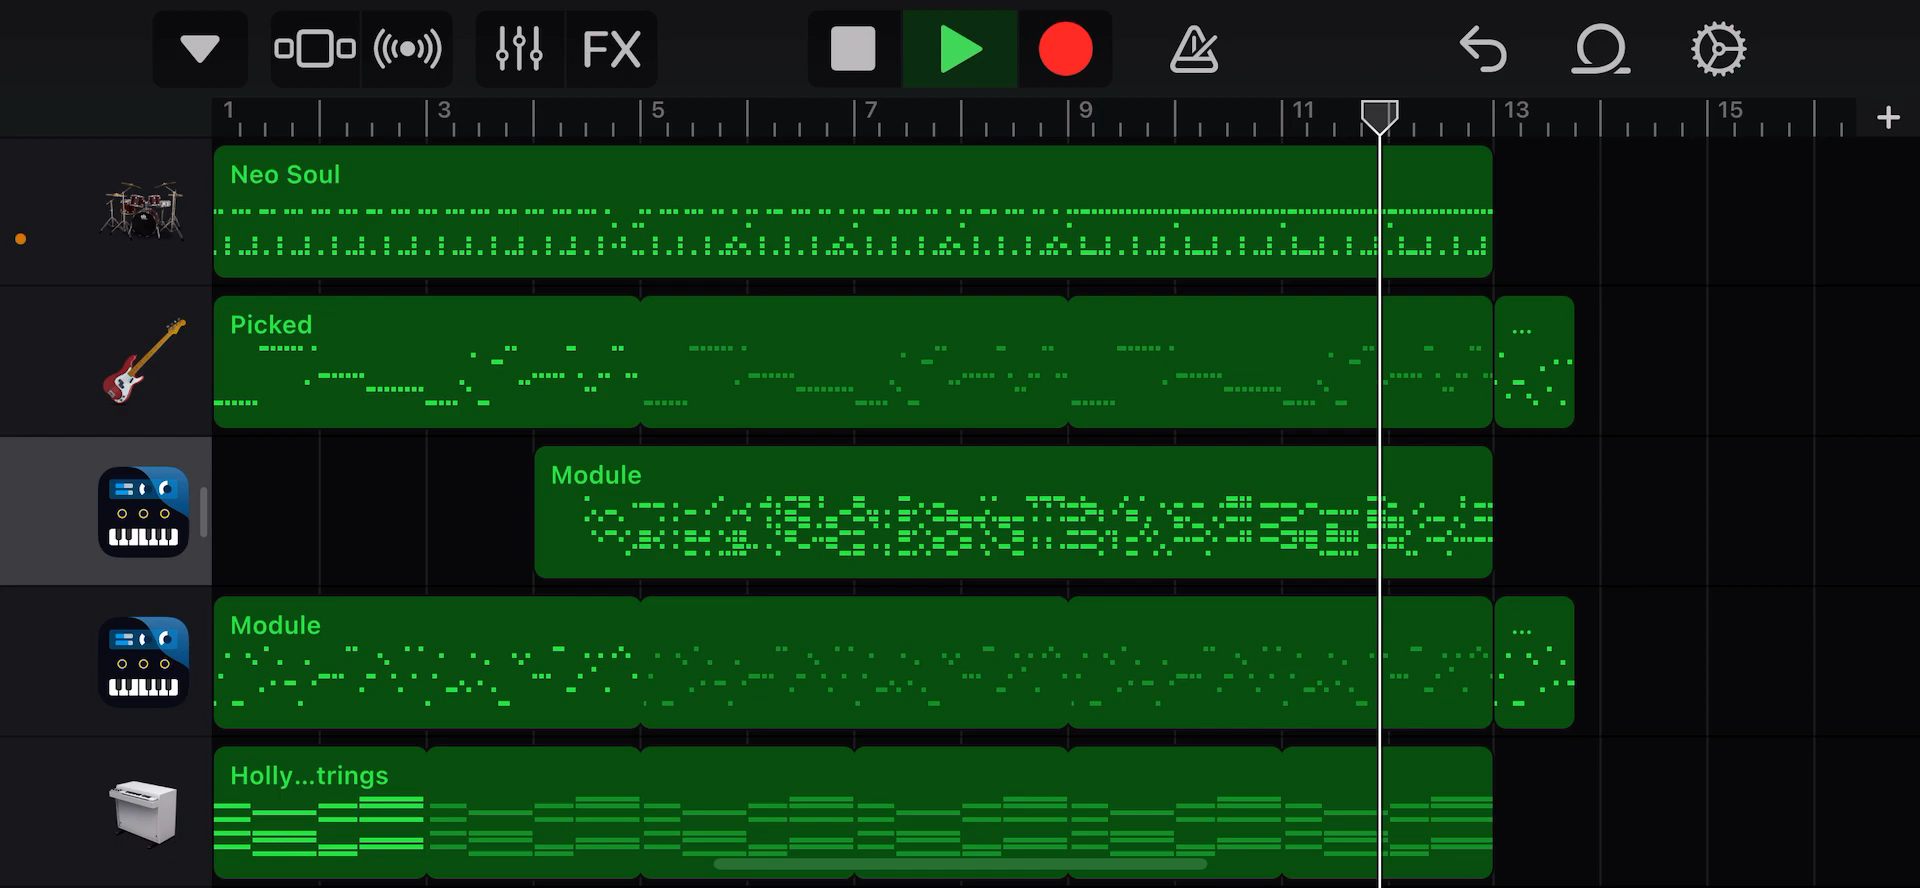 FX
1 3 5 7 9 11 13 15
Neo Soul
Picked
...
Module
Module
...
Holly...trings